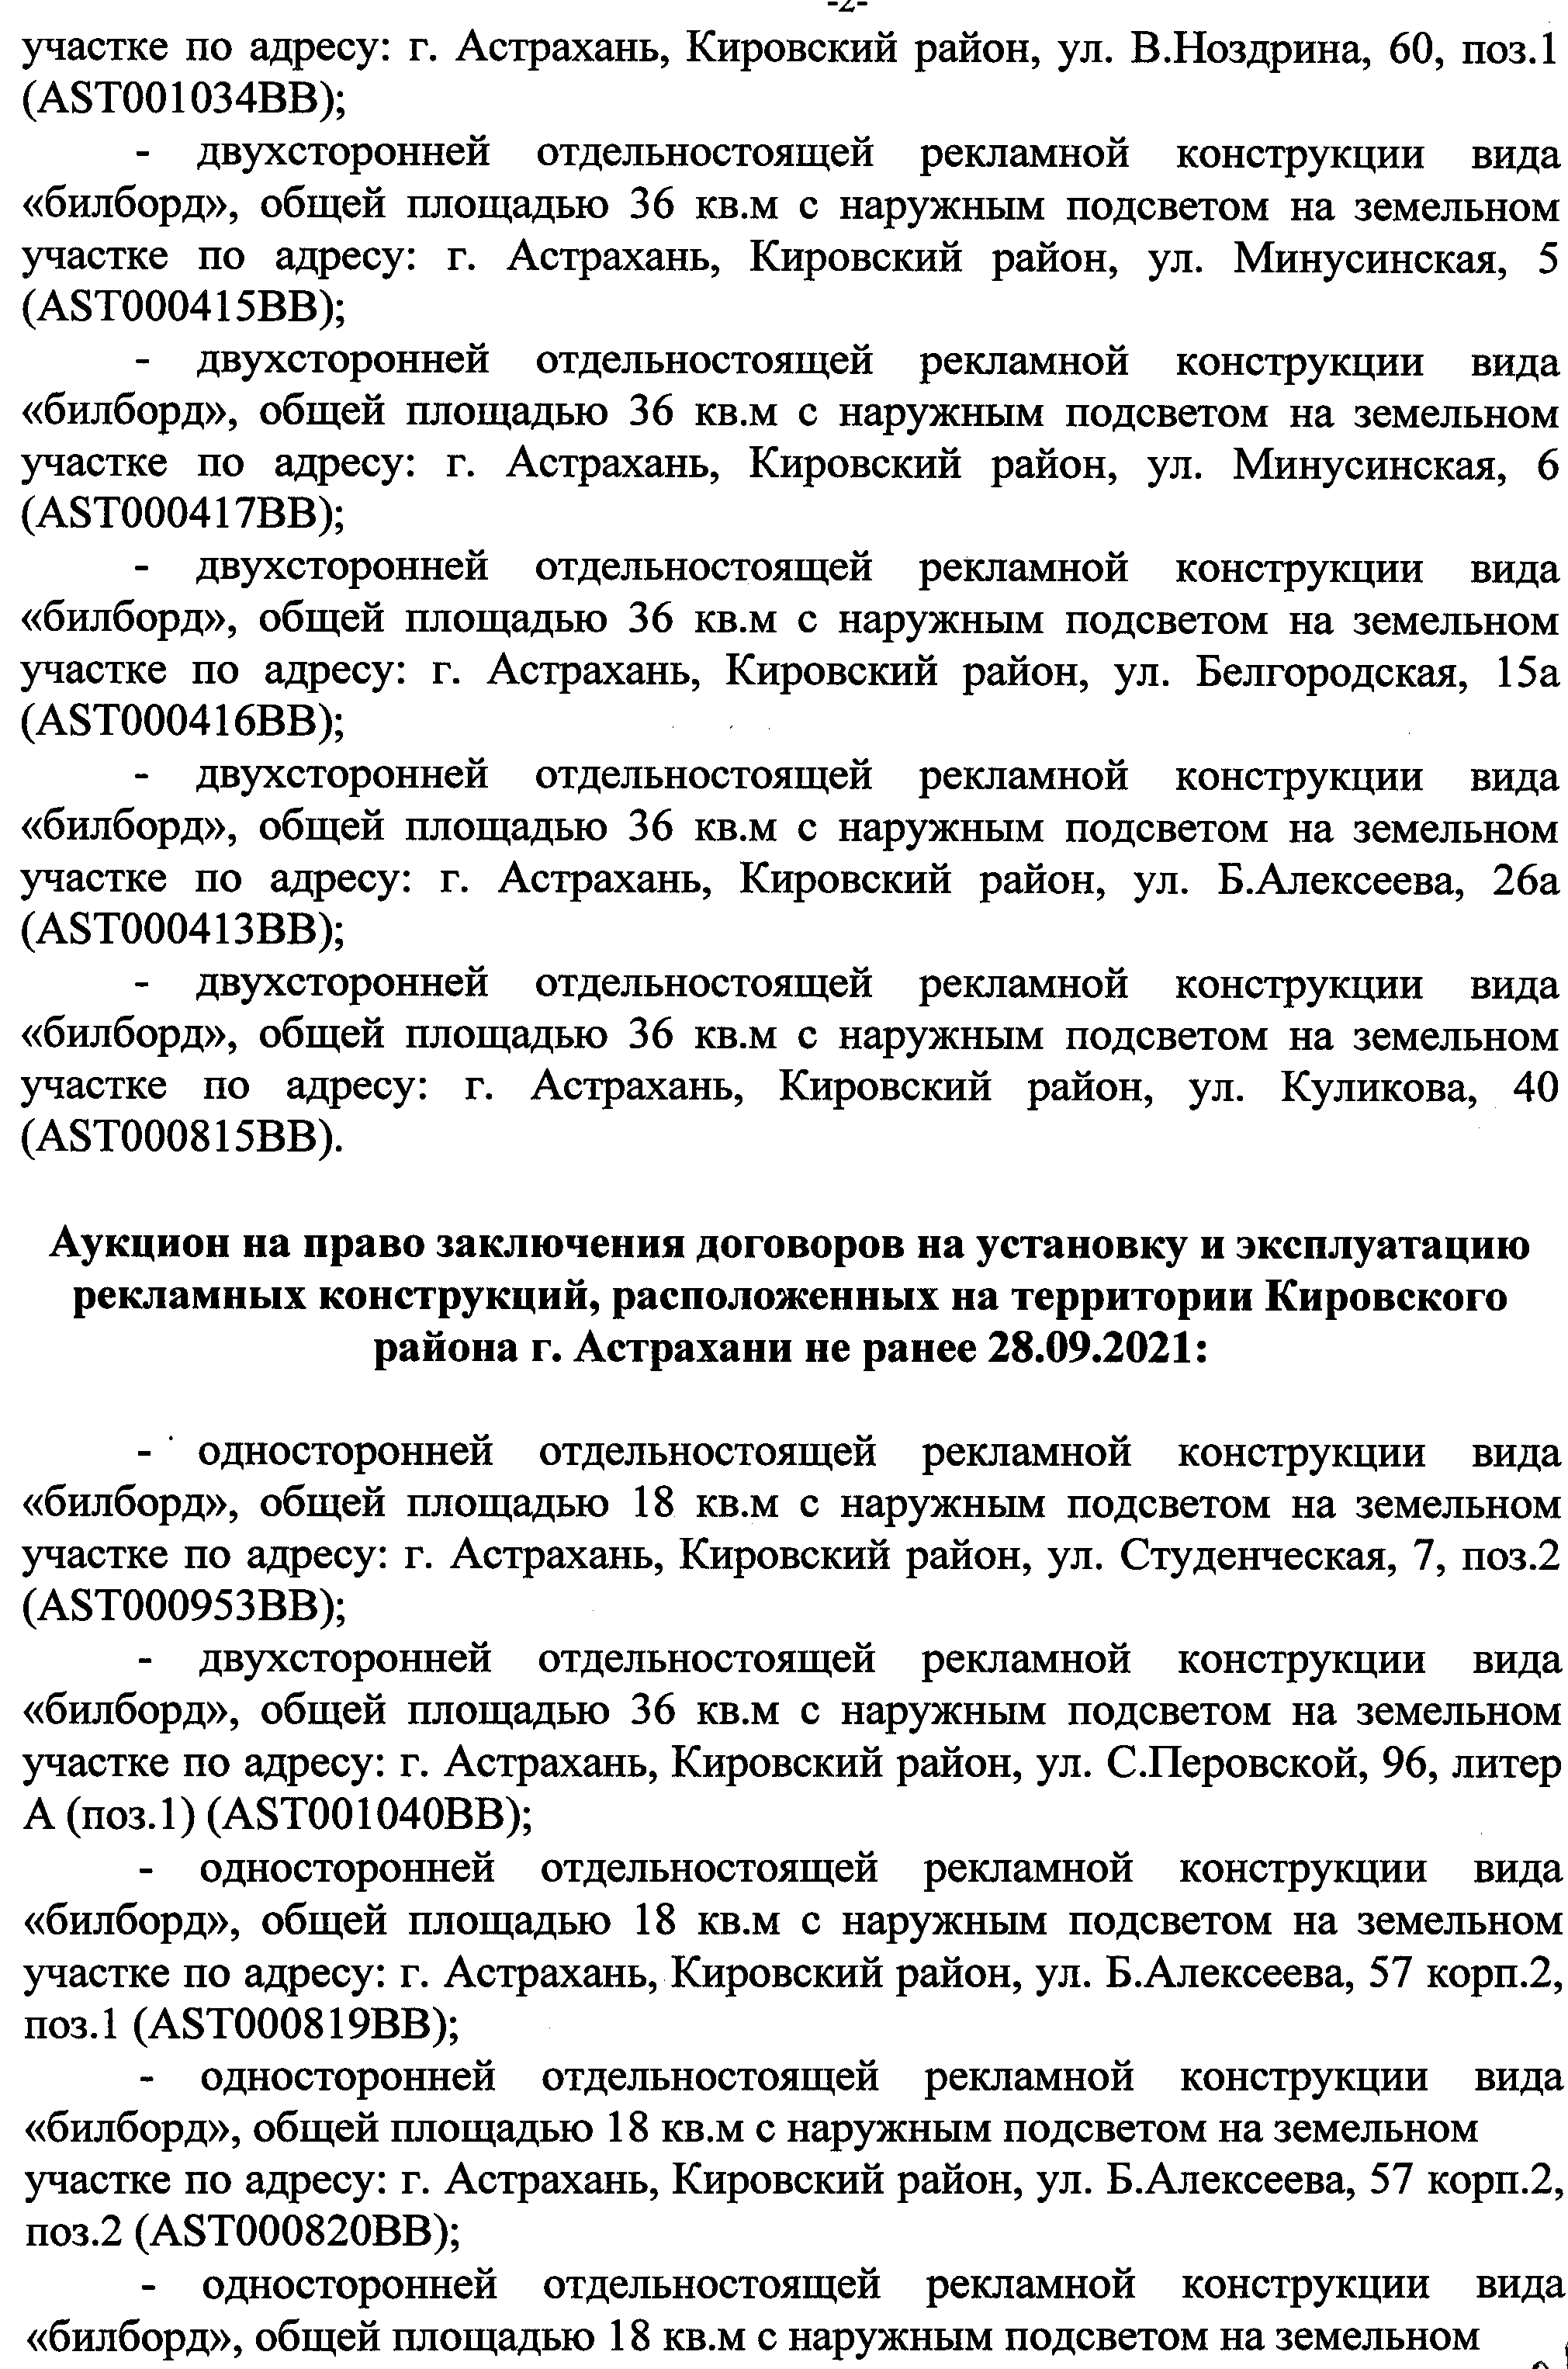 -2-
участке по адресу: г. Астрахань, Кировский район, ул. В.Ноздрина, 60, поз.1
(AST001034BB);
- двухсторонней отдельностоящей рекламной конструкции вида
«билборд», общей площадью 36 кв.м с наружным подсветом на земельном
участке по адресу: г. Астрахань, Кировский район, ул. Минусинская, 5
(AST000415BB);
- двухсторонней отдельностоящей рекламной конструкции вида
«билборд», общей площадью 36 кв.м с наружным подсветом на земельном
участке по адресу: г. Астрахань, Кировский район, ул. Минусинская, 6
(AST000417BB);
- двухсторонней отдельностоящей рекламной конструкции вида
«билборд», общей площадью 36 кв.м с наружным подсветом на земельном
участке по адресу: г. Астрахань, Кировский район, ул. Белгородская, 15а
(AST000416BB);
- двухсторонней отдельностоящей рекламной конструкции вида
«билборд», общей площадью 36 кв.м с наружным подсветом на земельном
участке по адресу: г. Астрахань, Кировский район, ул. Б.Алексеева, 26а
(AST000413BB);
- двухсторонней отдельностоящей рекламной конструкции вида
«билборд», общей площадью 36 кв.м с наружным подсветом на земельном
участке по адресу: г. Астрахань, Кировский район, ул. Куликова, 40
(AST000815BB).
Аукцион на право заключения договоров на установку и эксплуатацию
рекламных конструкций, расположенных на территории Кировского
района г. Астрахани не ранее 28.09.2021:
- односторонней отдельностоящей рекламной конструкции вида
«билборд», общей площадью 18 кв.м с наружным подсветом на земельном
участке по адресу: г. Астрахань, Кировский район, ул. Студенческая, 7, поз.2
(AST000953BB);
- двухсторонней отдельностоящей рекламной конструкции вида
«билборд», общей площадью 36 кв.м с наружным подсветом на земельном
участке по адресу: г. Астрахань, Кировский район, ул. С.Перовской, 96, литер
А (поз.1) (AST001040BB);
- односторонней отдельностоящей рекламной конструкции вида
«билборд», общей площадью 18 кв.м с наружным подсветом на земельном
участке по адресу: г. Астрахань, Кировский район, ул. Б.Алексеева, 57 корп.2,
поз.1 (AST000819BB);
- односторонней отдельностоящей рекламной конструкции вида
«билборд», общей площадью 18 кв.м с наружным подсветом на земельном
участке по адресу: г. Астрахань, Кировский район, ул. Б.Алексеева, 57 корп.2,
поз.2 (AST000820BB);
- односторонней отдельностоящей рекламной конструкции вида
«билборд», общей площадью 18 кв.м с наружным подсветом на земельном